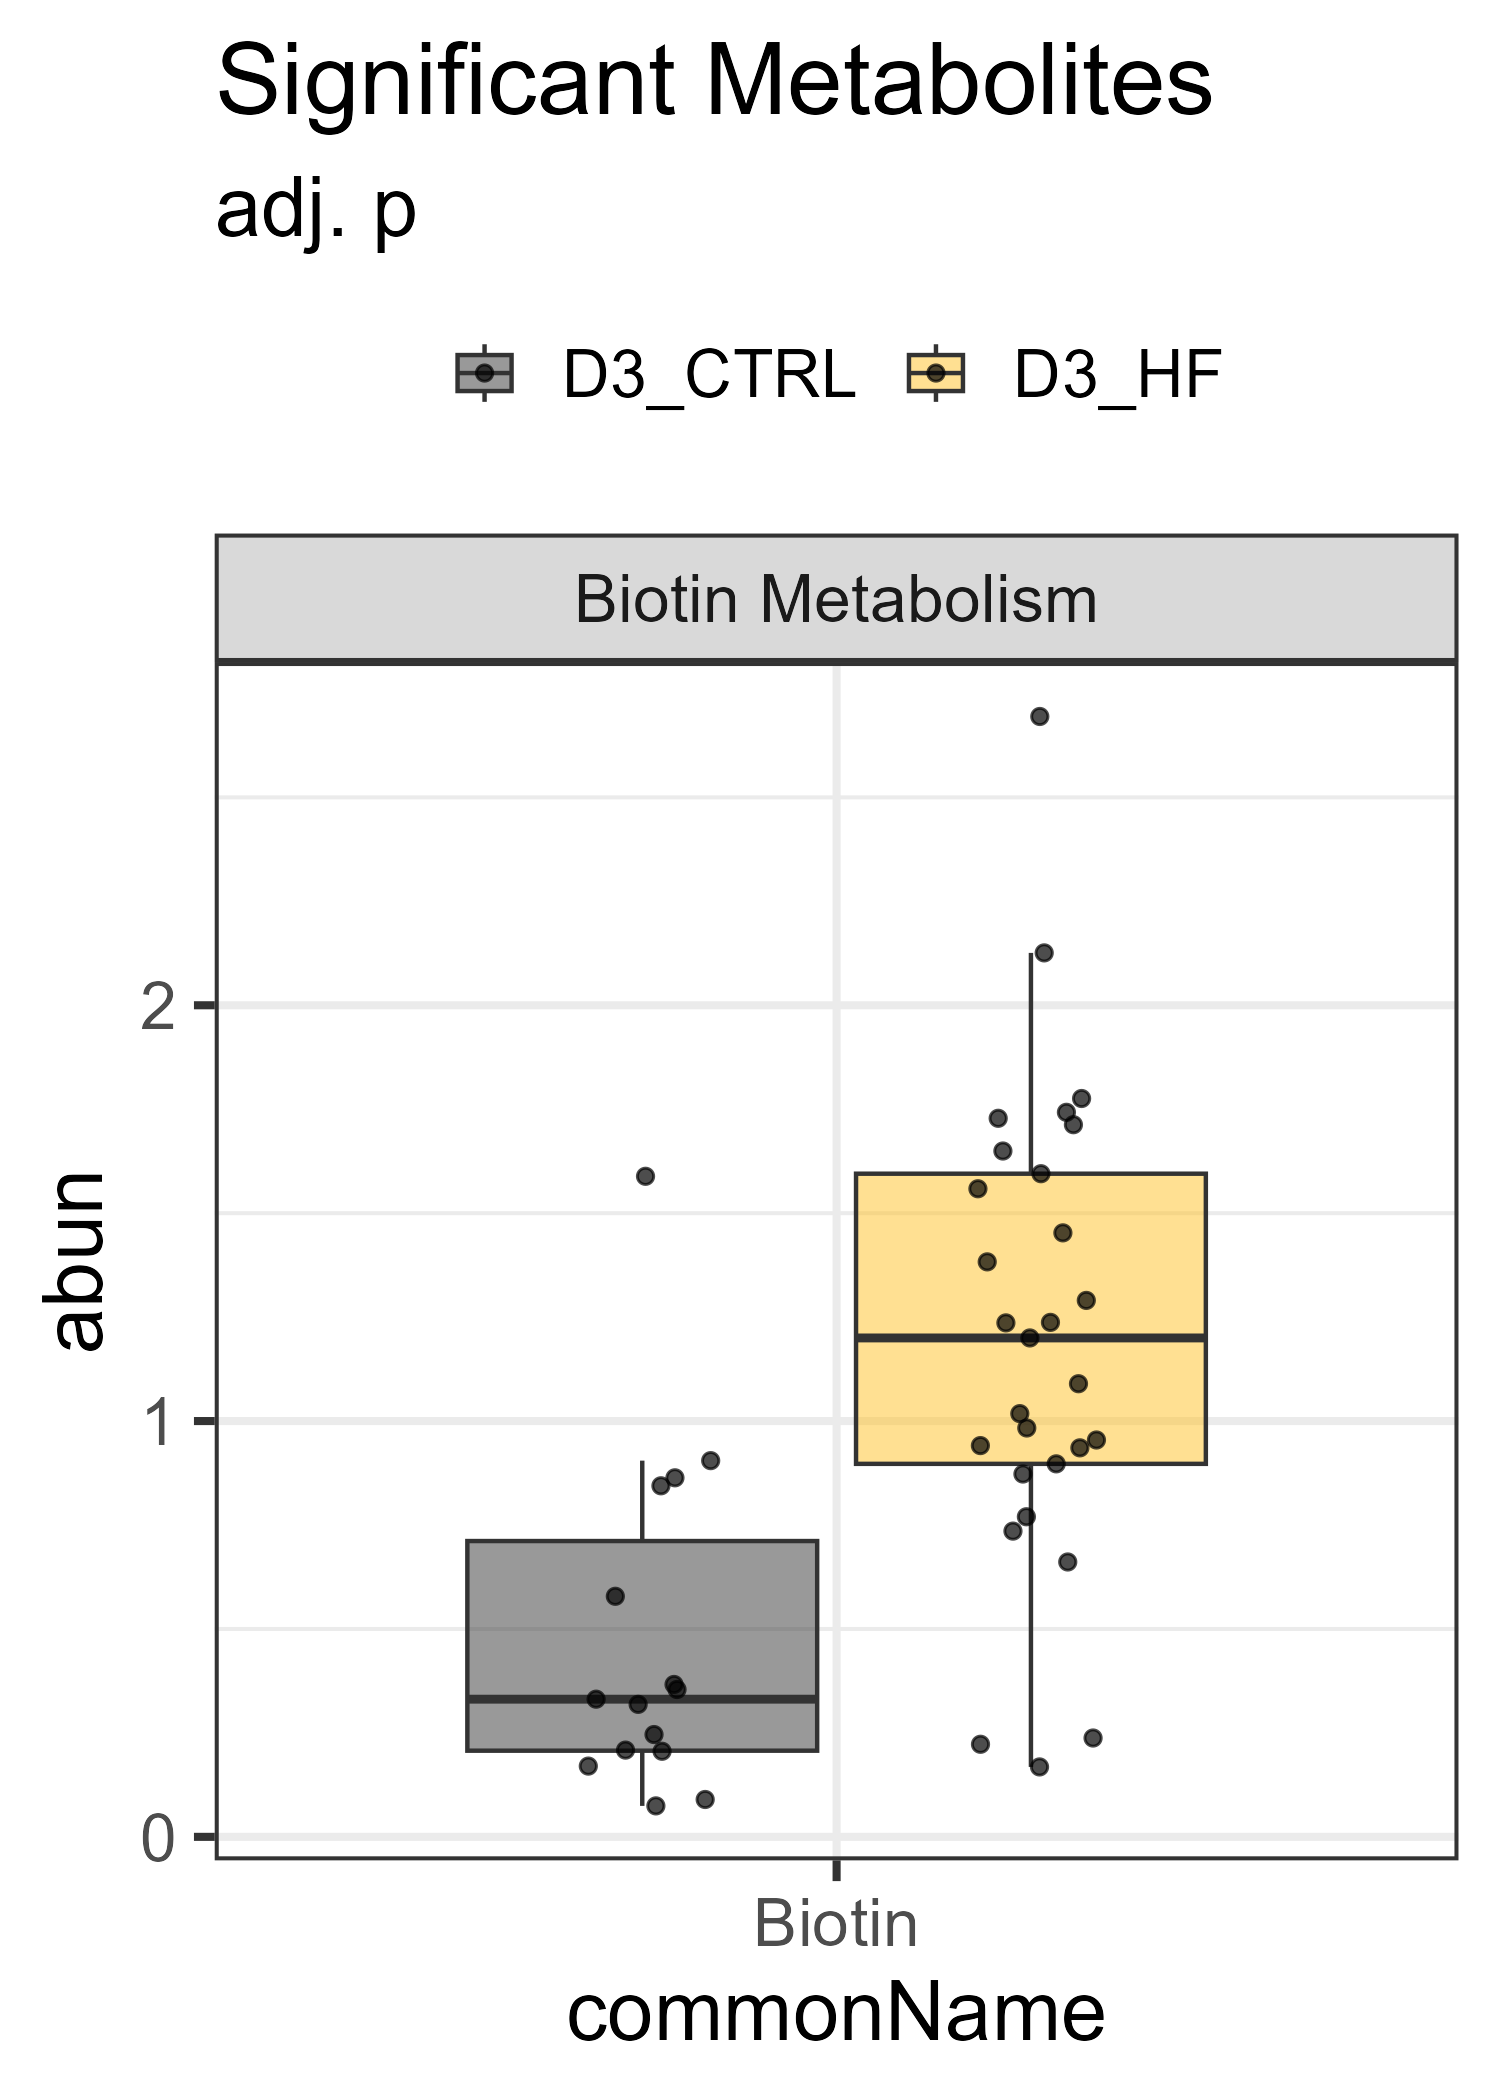 Significant Metabolites
adj. p
D3_CTRL D3_HF
Biotin Metabolism
abun
2
1
0
Biotin
commonName